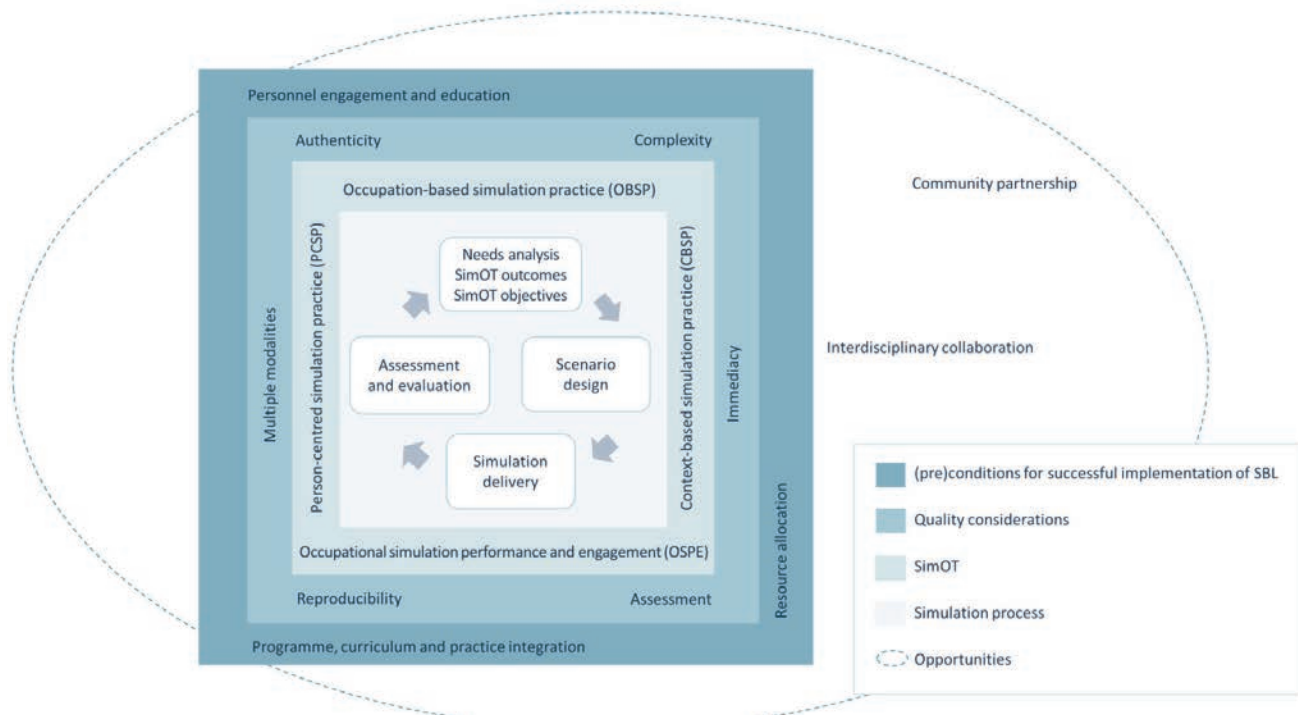 Personnel engagement and education
Authenticity
Complexity
Occupation-based simulation practice (OBSP)
Community partnership
Person-centred simulation practice (PCSP)
Context-based simulation practice (CBSP)
Needs analysis
SimOT outcomes
SimOT objectives
Multiple modalities
Assessment
and evaluation
Scenario
design
Immediacy
Interdisciplinary collaboration
Simulation
delivery
Occupational simulation performance and engagement (OSPE)
Resource allocation
Reproducibility
Assessment
Programme, curriculum and practice integration
(pre)conditions for successful implementation of SBL
Quality considerations
SimOT
Simulation process
Opportunities